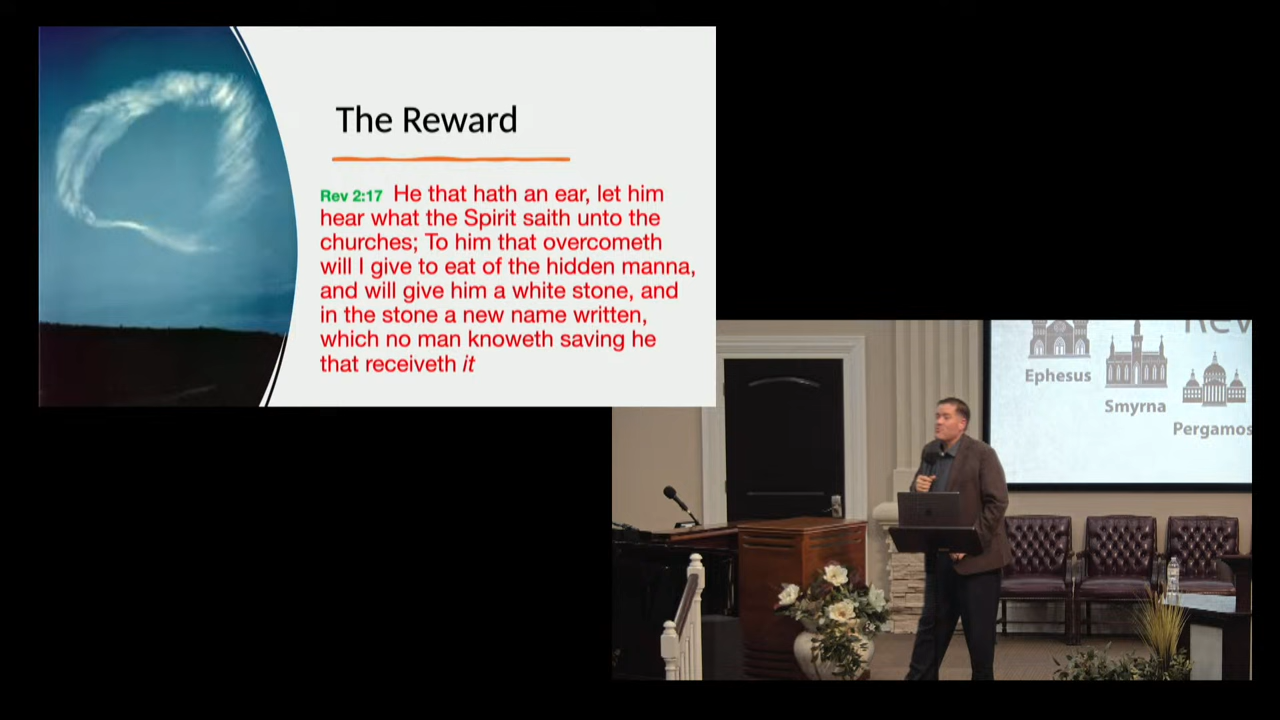 The Reward
Rev 2:17 He that hath an ear, let him
hear what the Spirit saith unto the
churches; To him that overcometh
will I give to eat of the hidden manna,
and will give him a white stone, and
in the stone a new name written,
which no man knoweth saving he
that receiveth it
Rev
Ephesus
Smyrna
Pergamos